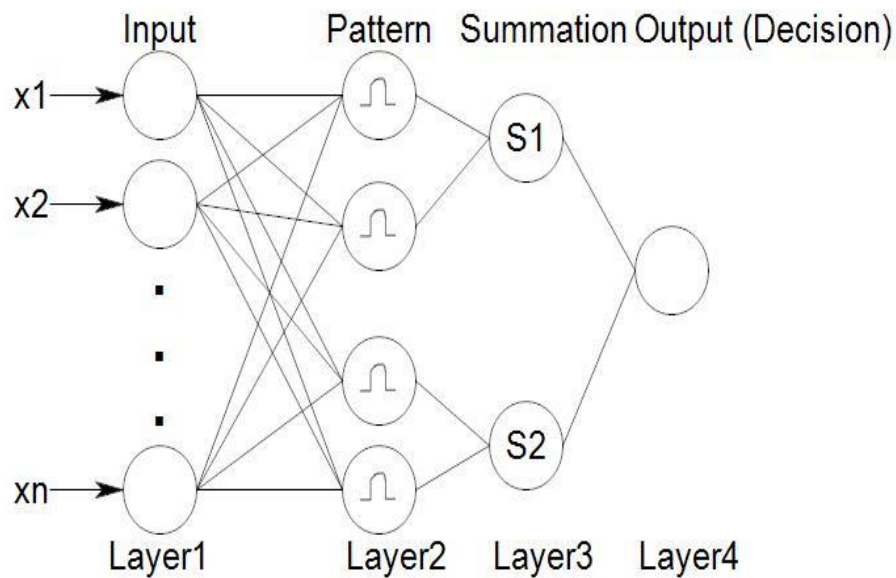 Input Pattern Summation Output (Decision)
x1
S1
x2
S2
xn
Layer1 Layer2 Layer3 Layer4